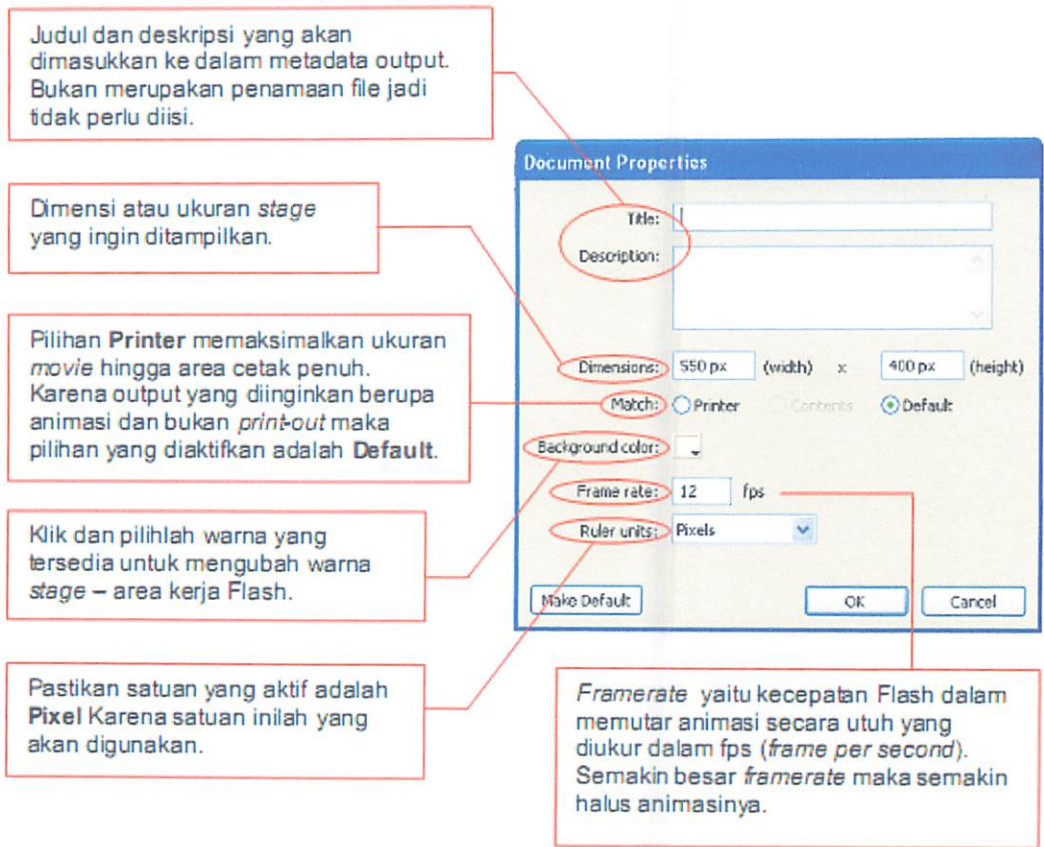 Judul dan deskripsi yang akan
dimasukkan ke dalam metadata output.
Bukan merupakan penamaan file jadi
tidak perlu diisi.
Dimensi atau ukuran stage
yang ingin ditampilkan.
Pilihan Printer memaksimalkan ukuran
movie hingga area cetak penuh.
Karena output yang diinginkan berupa
animasi dan bukan print-out maka
pilihan yang diaktifkan adalah Default.
Klik dan pilihlah warna yang
tersedia untuk mengubah warna
stage – area kerja Flash.
Pastikan satuan yang aktif adalah
Pixel Karena satuan inilah yang
akan digunakan.
Document Properties
Title:
Description:
Dimensions: 550 px (width) x 400 px (height)
Match: Printer Contents Default
Background color:
Frame rate: 12 fps
Ruler units: Pixels
Make Default OK Cancel
Framerate yaitu kecepatan Flash dalam
memutar animasi secara utuh yang
diukur dalam fps (frame per second).
Semakin besar framerate maka semakin
halus animasinya.